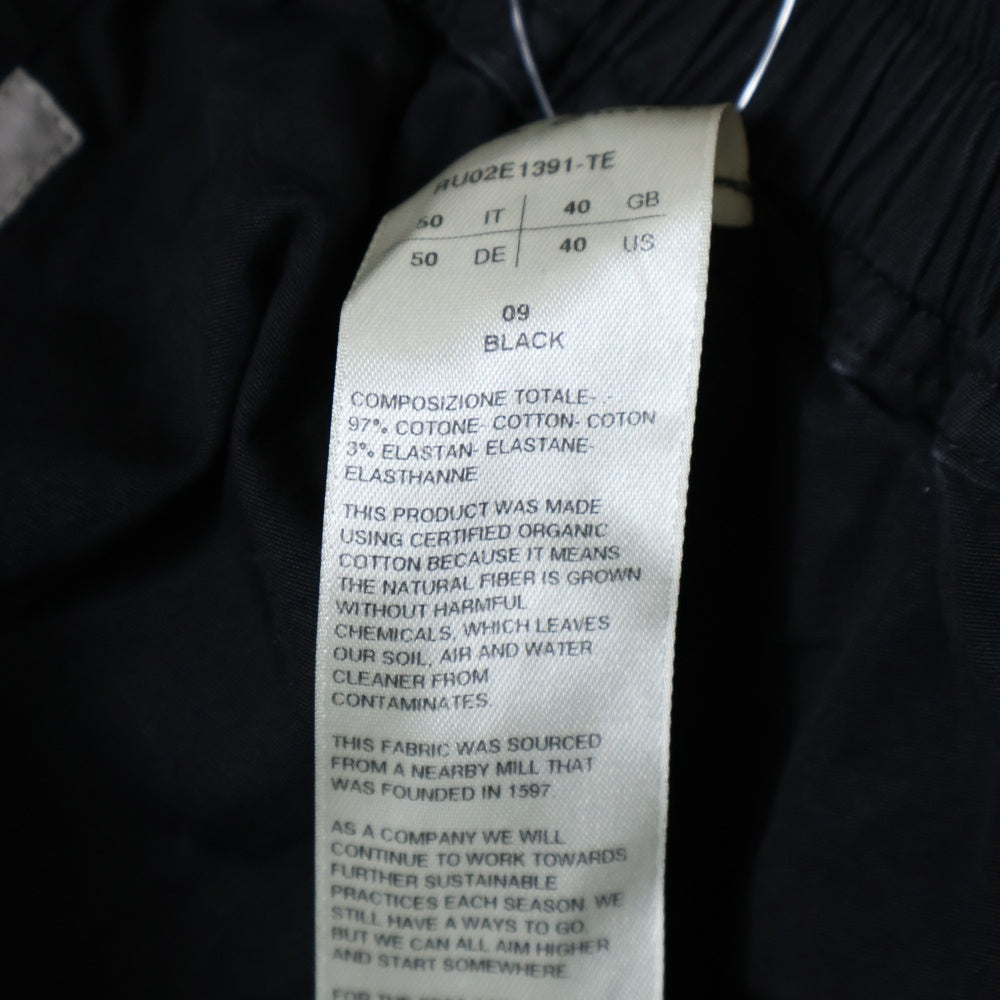 RU02E1391-TE
50 IT 40 GB
50 DE 40 US
09
BLACK
COMPOSIZIONE TOTALE- .-
97% COTONE- COTTON- COTON
3% ELASTAN- ELASTANE-
ELASTHANNE
THIS PRODUCT WAS MADE
USING CERTIFIED ORGANIC
COTTON BECAUSE IT MEANS
THE NATURAL FIBER IS GROWN
WITHOUT HARMFUL
CHEMICALS, WHICH LEAVES
OUR SOIL, AIR AND WATER
CLEANER FROM
CONTAMINATES.
THIS FABRIC WAS SOURCED
FROM A NEARBY MILL THAT
WAS FOUNDED IN 1597.
AS A COMPANY WE WILL
CONTINUE TO WORK TOWARDS
FURTHER SUSTAINABLE
PRACTICES EACH SEASON. WE
STILL HAVE A WAYS TO GO.
BUT WE CAN ALL AIM HIGHER
AND START SOMEWHERE.
FOR THE